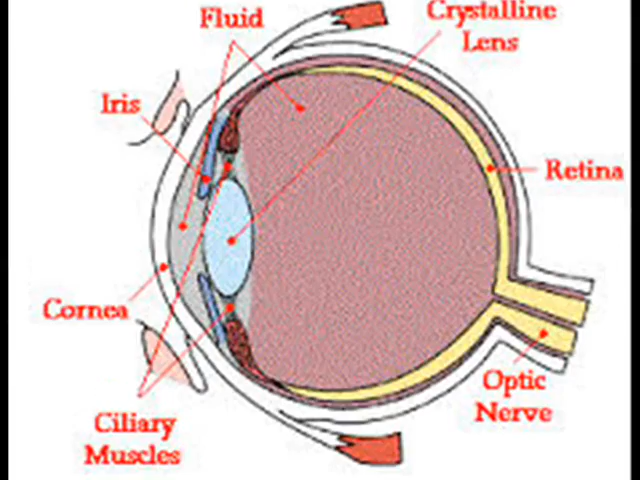 Fluid
Crystalline
Lens
Iris
Retina
Cornea
Optic
Nerve
Ciliary
Muscles